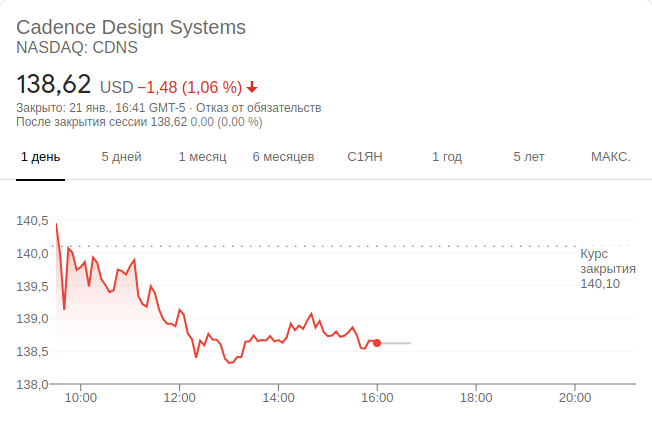 Cadence Design Systems
NASDAQ: CDNS
138,62 USD −1,48 (1,06 %)
Закрыто: 21 янв., 16:41 GMT-5 · Отказ от обязательств
После закрытия сессии 138,62 0,00 (0,00 %)
1 день 5 дней 1 месяц 6 месяцев С1ЯН 1 год 5 лет МАКС.
140,5
140,0
139,5
139,0
138,5
138,0
Курс
закрытия
140,10
10:00 12:00 14:00 16:00 18:00 20:00